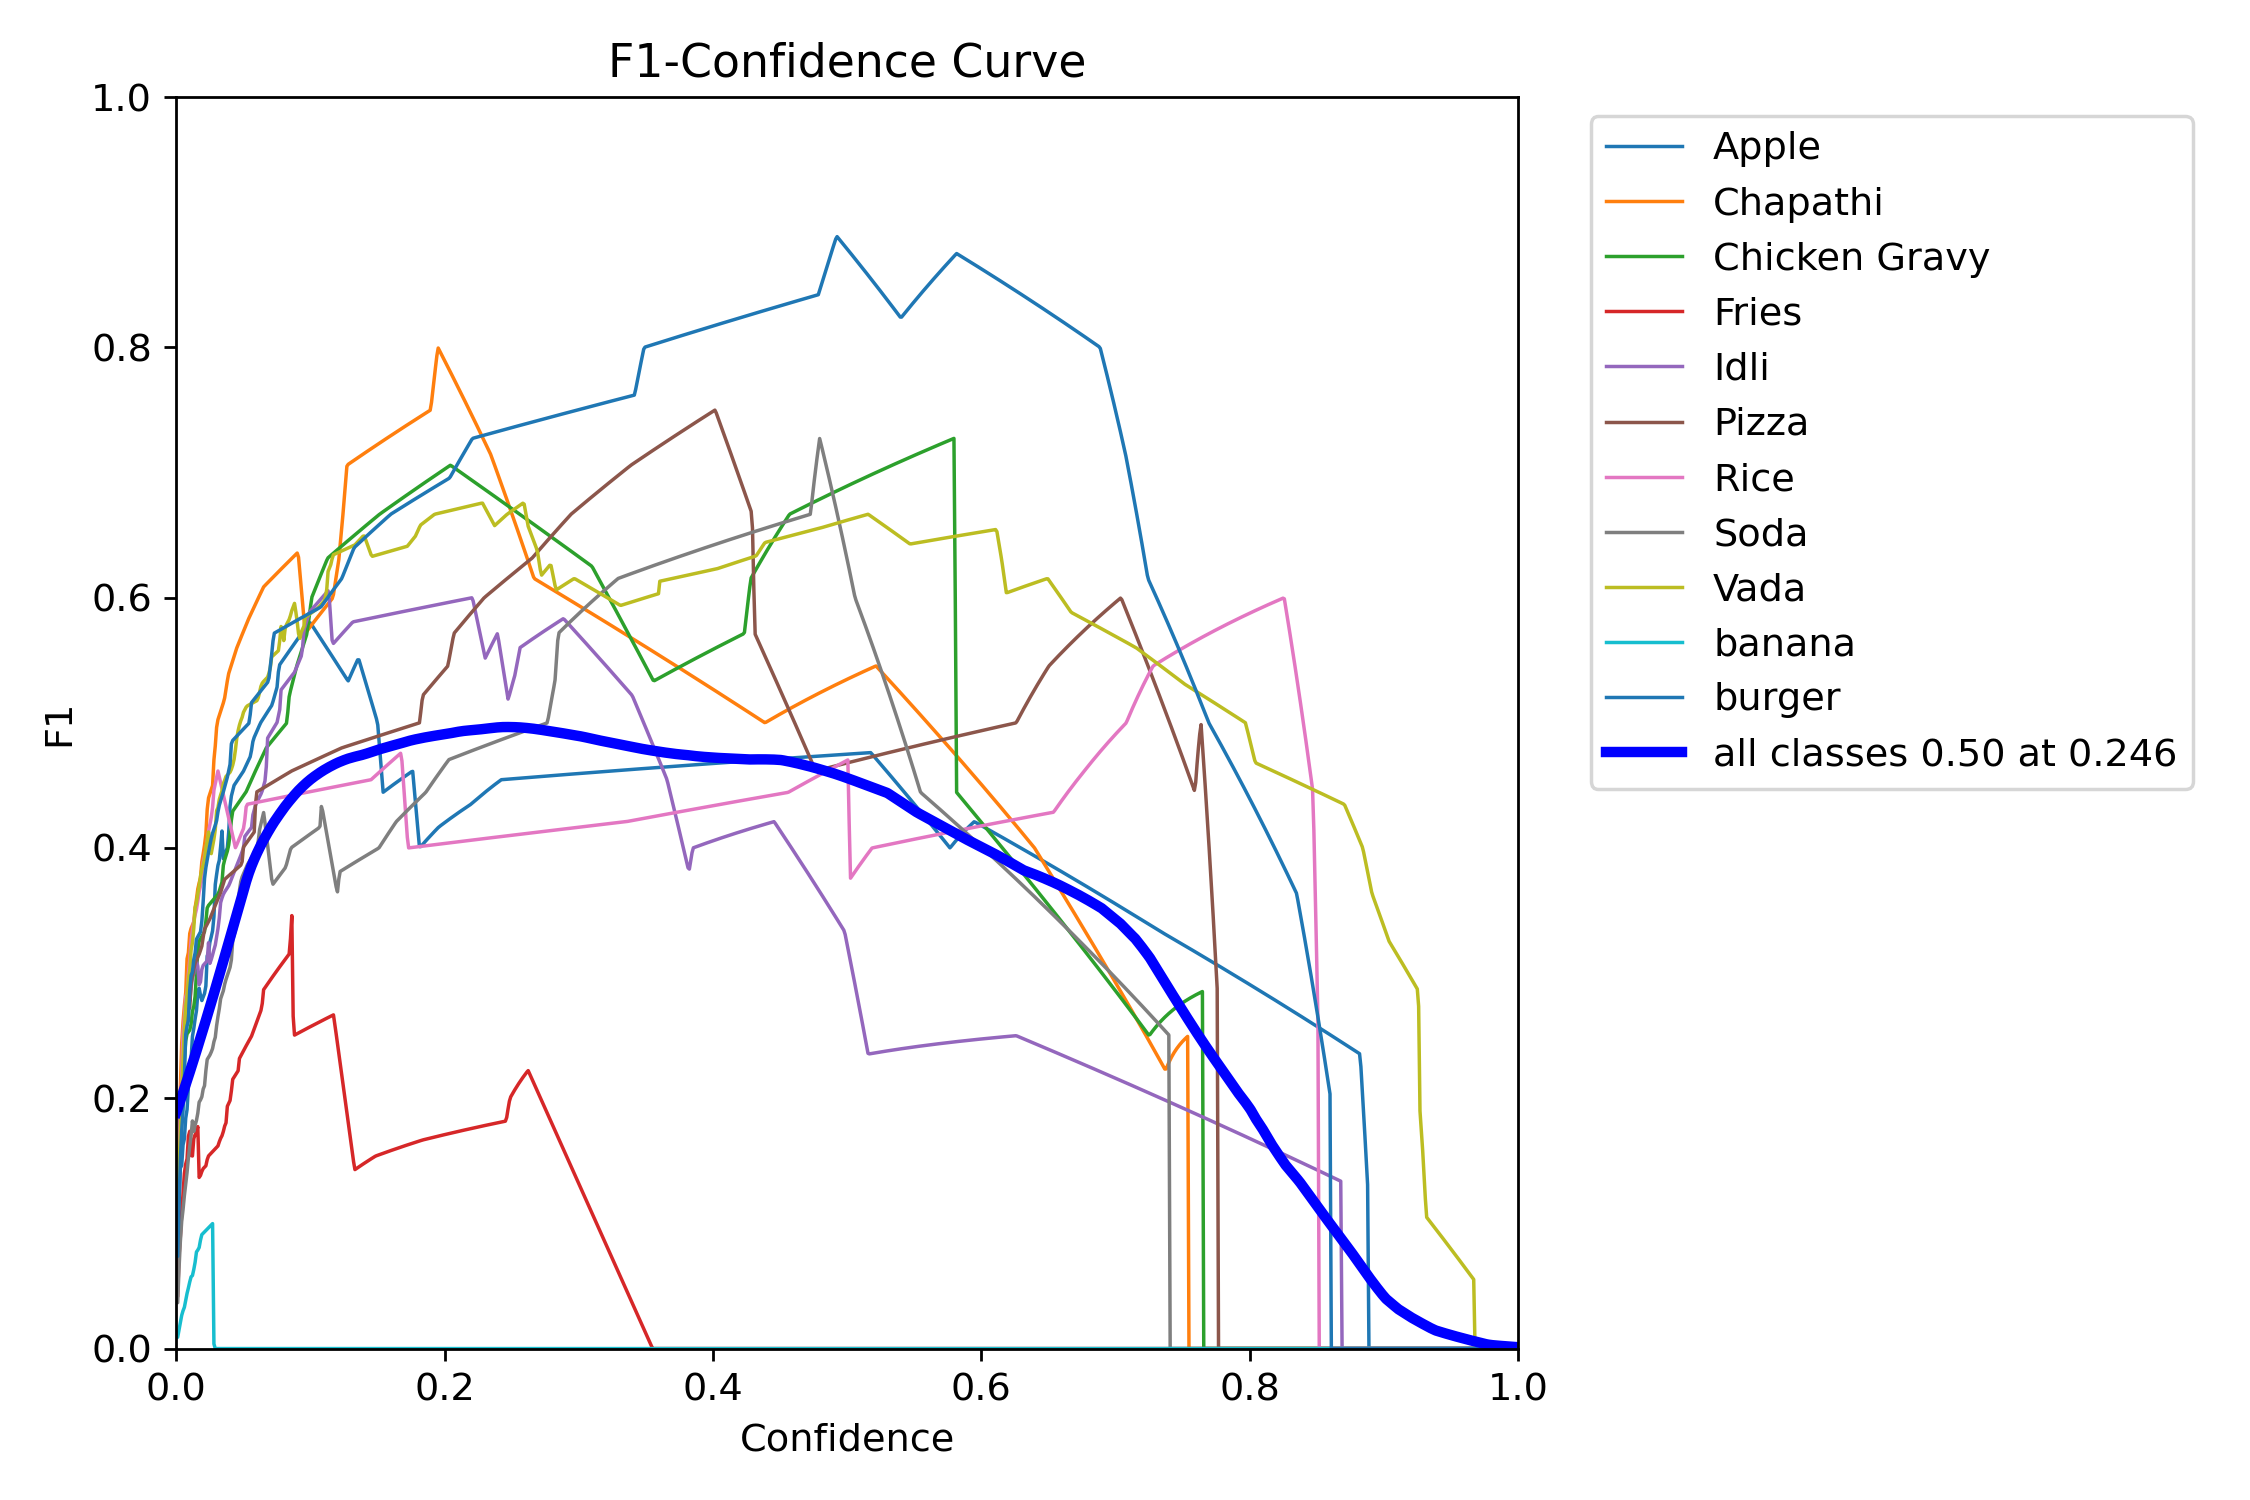 F1-Confidence Curve
1.0
0.8
0.6
0.4
0.2
0.0
F1
0.0 0.2 0.4 0.6 0.8 1.0
Confidence
Apple
Chapathi
Chicken Gravy
Fries
Idli
Pizza
Rice
Soda
Vada
banana
burger
all classes 0.50 at 0.246